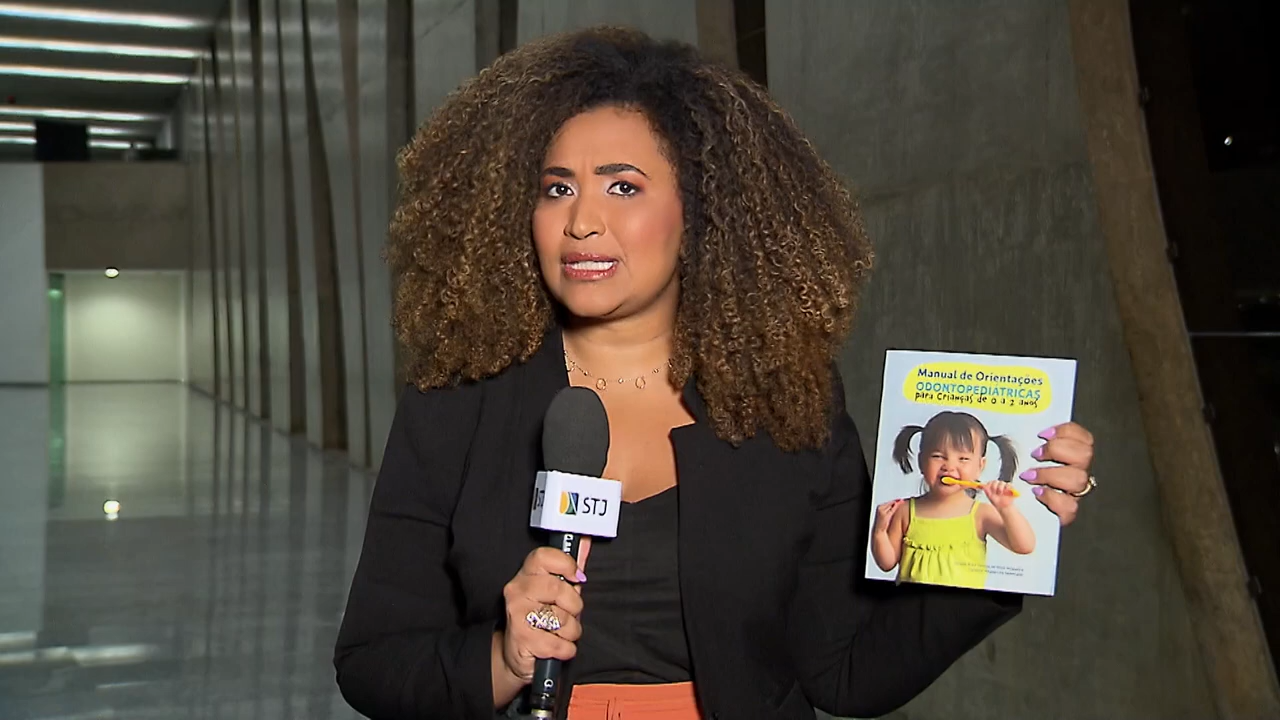 Manual de Orientações
ODONTOPEDIÁTRICAS
para Crianças de 0 a 2 anos
STJ